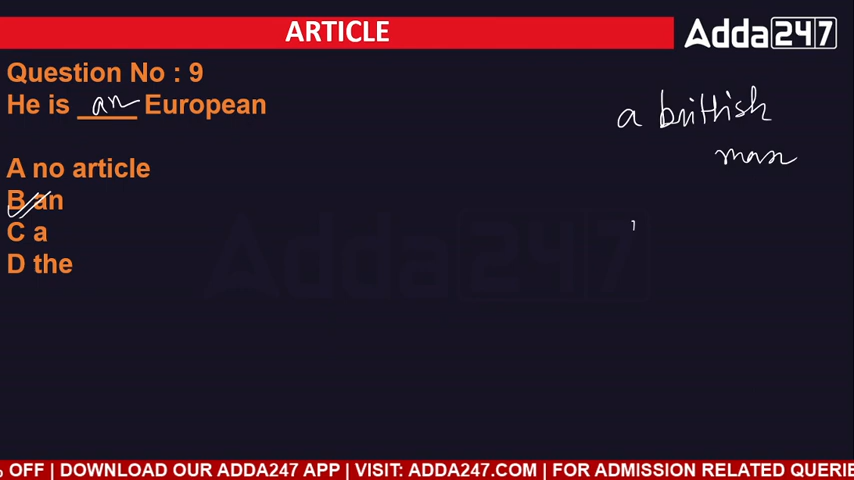 ARTICLE
Adda247
Question No : 9
He is an European
a brittish
man
A no article
B an
C a
D the
Adda247
% OFF | DOWNLOAD OUR ADDA247 APP | VISIT: ADDA247.COM | FOR ADMISSION RELATED QUERIE